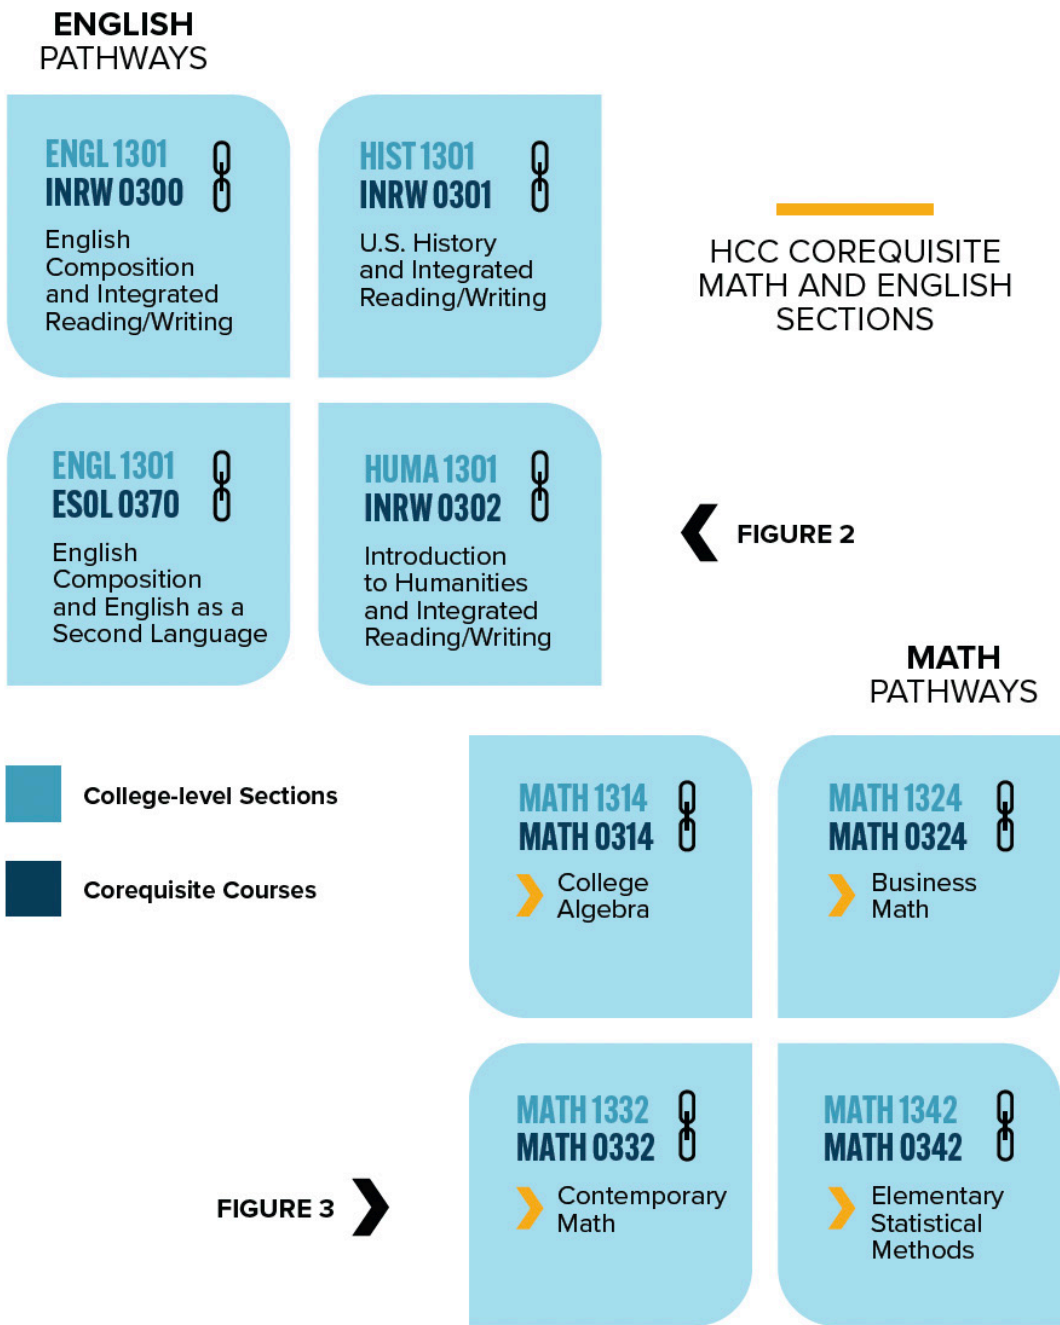 ENGLISH
PATHWAYS
ENGL 1301
INRW 0300
English
Composition
and Integrated
Reading/Writing
HIST 1301
INRW 0301
U.S. History
and Integrated
Reading/Writing
HCC COREQUISITE
MATH AND ENGLISH
SECTIONS
ENGL 1301
ESOL 0370
English
Composition
and English as a
Second Language
HUMA 1301
INRW 0302
Introduction
to Humanities
and Integrated
Reading/Writing
FIGURE 2
MATH
PATHWAYS
College-level Sections
Corequisite Courses
MATH 1314
MATH 0314
College
Algebra
MATH 1324
MATH 0324
Business
Math
MATH 1332
MATH 0332
Contemporary
Math
MATH 1342
MATH 0342
Elementary
Statistical
Methods
FIGURE 3